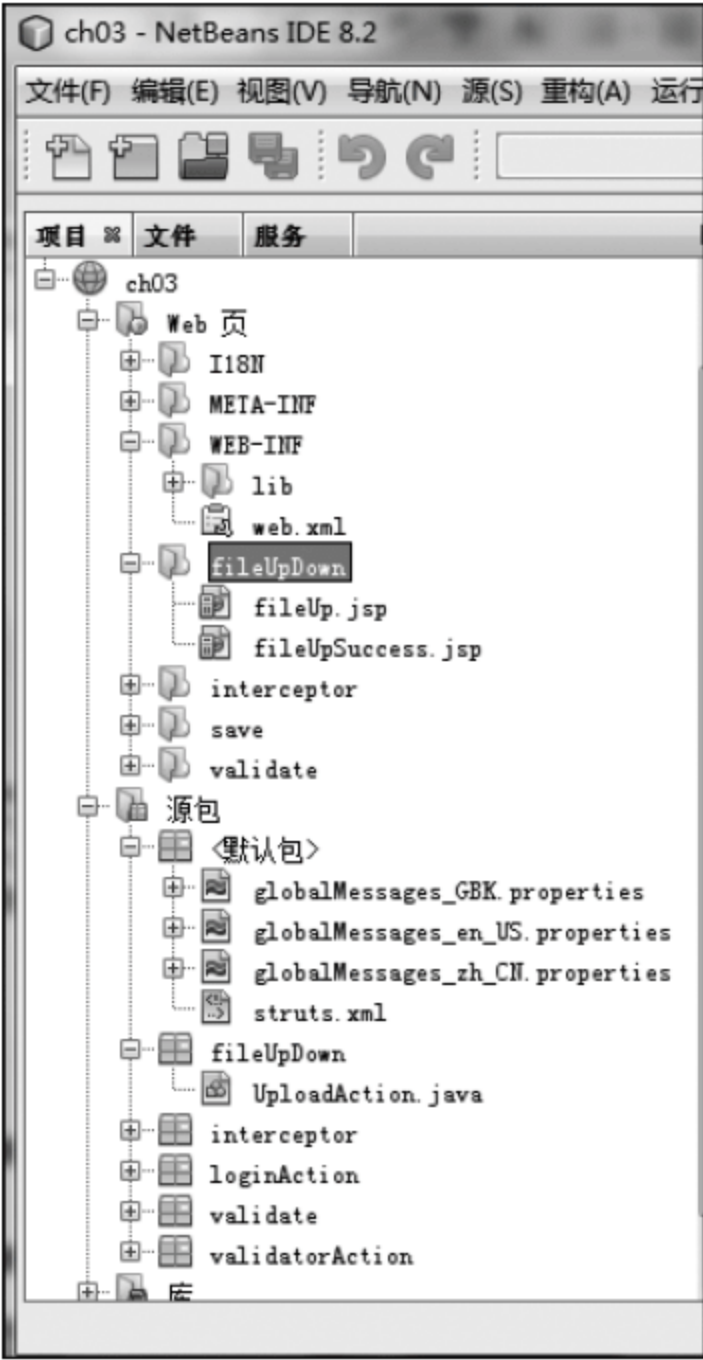 ch03 - NetBeans IDE 8.2
文件(F) 编辑(E) 视图(V) 导航(N) 源(S) 重构(A) 运行
项目 文件 服务
ch03
Web 页
I18N
META-INF
WEB-INF
lib
web.xml
fileUpDown
fileUp.jsp
fileUpSuccess.jsp
interceptor
save
validate
源包
<默认包>
globalMessages_GBK.properties
globalMessages_en_US.properties
globalMessages_zh_CN.properties
struts.xml
fileUpDown
UploadAction.java
interceptor
loginAction
validate
validatorAction
库